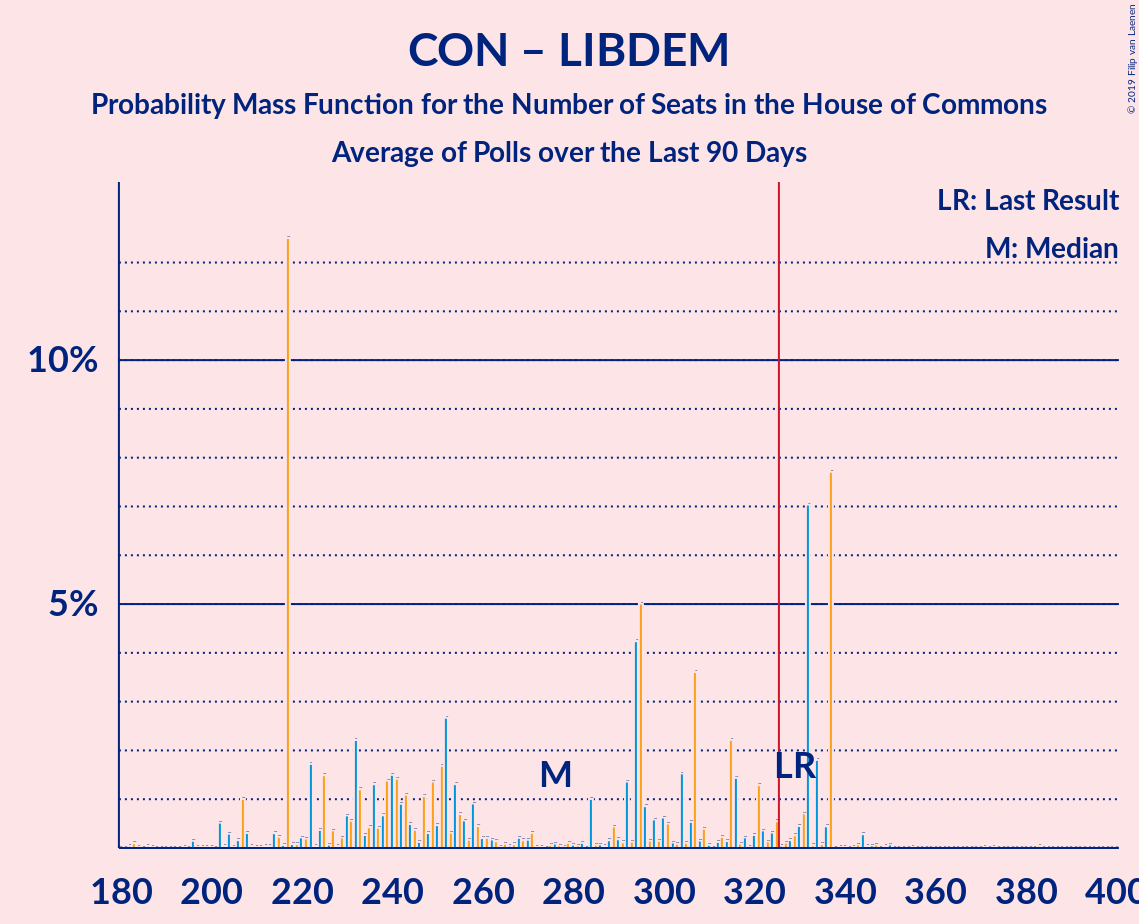 CON – LIBDEM
Probability Mass Function for the Number of Seats in the House of Commons
Average of Polls over the Last 90 Days
© 2019 Filip van Laenen
LR: Last Result
M: Median
10%
5%
M
LR
180 200 220 240 260 280 300 320 340 360 380 400